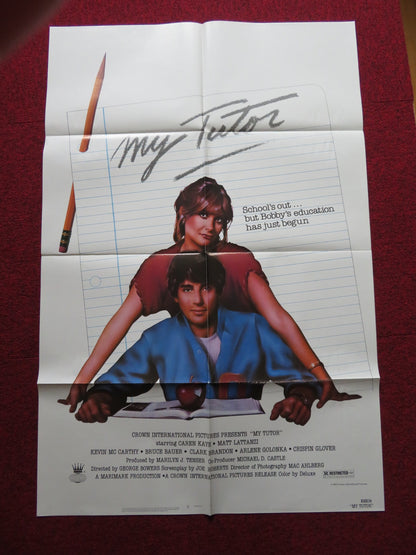 My Tutor
School's out ...
but Bobby's education
has just begun
CROWN INTERNATIONAL PICTURES PRESENTS "MY TUTOR"
starring CAREN KAYE • MATT LATTANZI
KEVIN MC CARTHY • BRUCE BAUER • CLARK BRANDON • ARLENE GOLONKA • CRISPIN GLOVER
Produced by MARILYN J. TENSER Co-Producer MICHAEL D. CASTLE
Directed by GEORGE BOWERS Screenplay by JOE ROBERTS Director of Photography MAC AHLBERG
A MARIMARK PRODUCTION • A CROWN INTERNATIONAL PICTURES RELEASE Color by Deluxe
R RESTRICTED
"MY TUTOR"